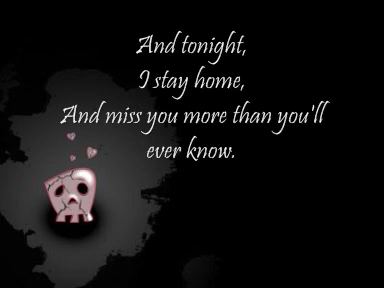 And tonight,
I stay home,
And miss you more than you'll
ever know.